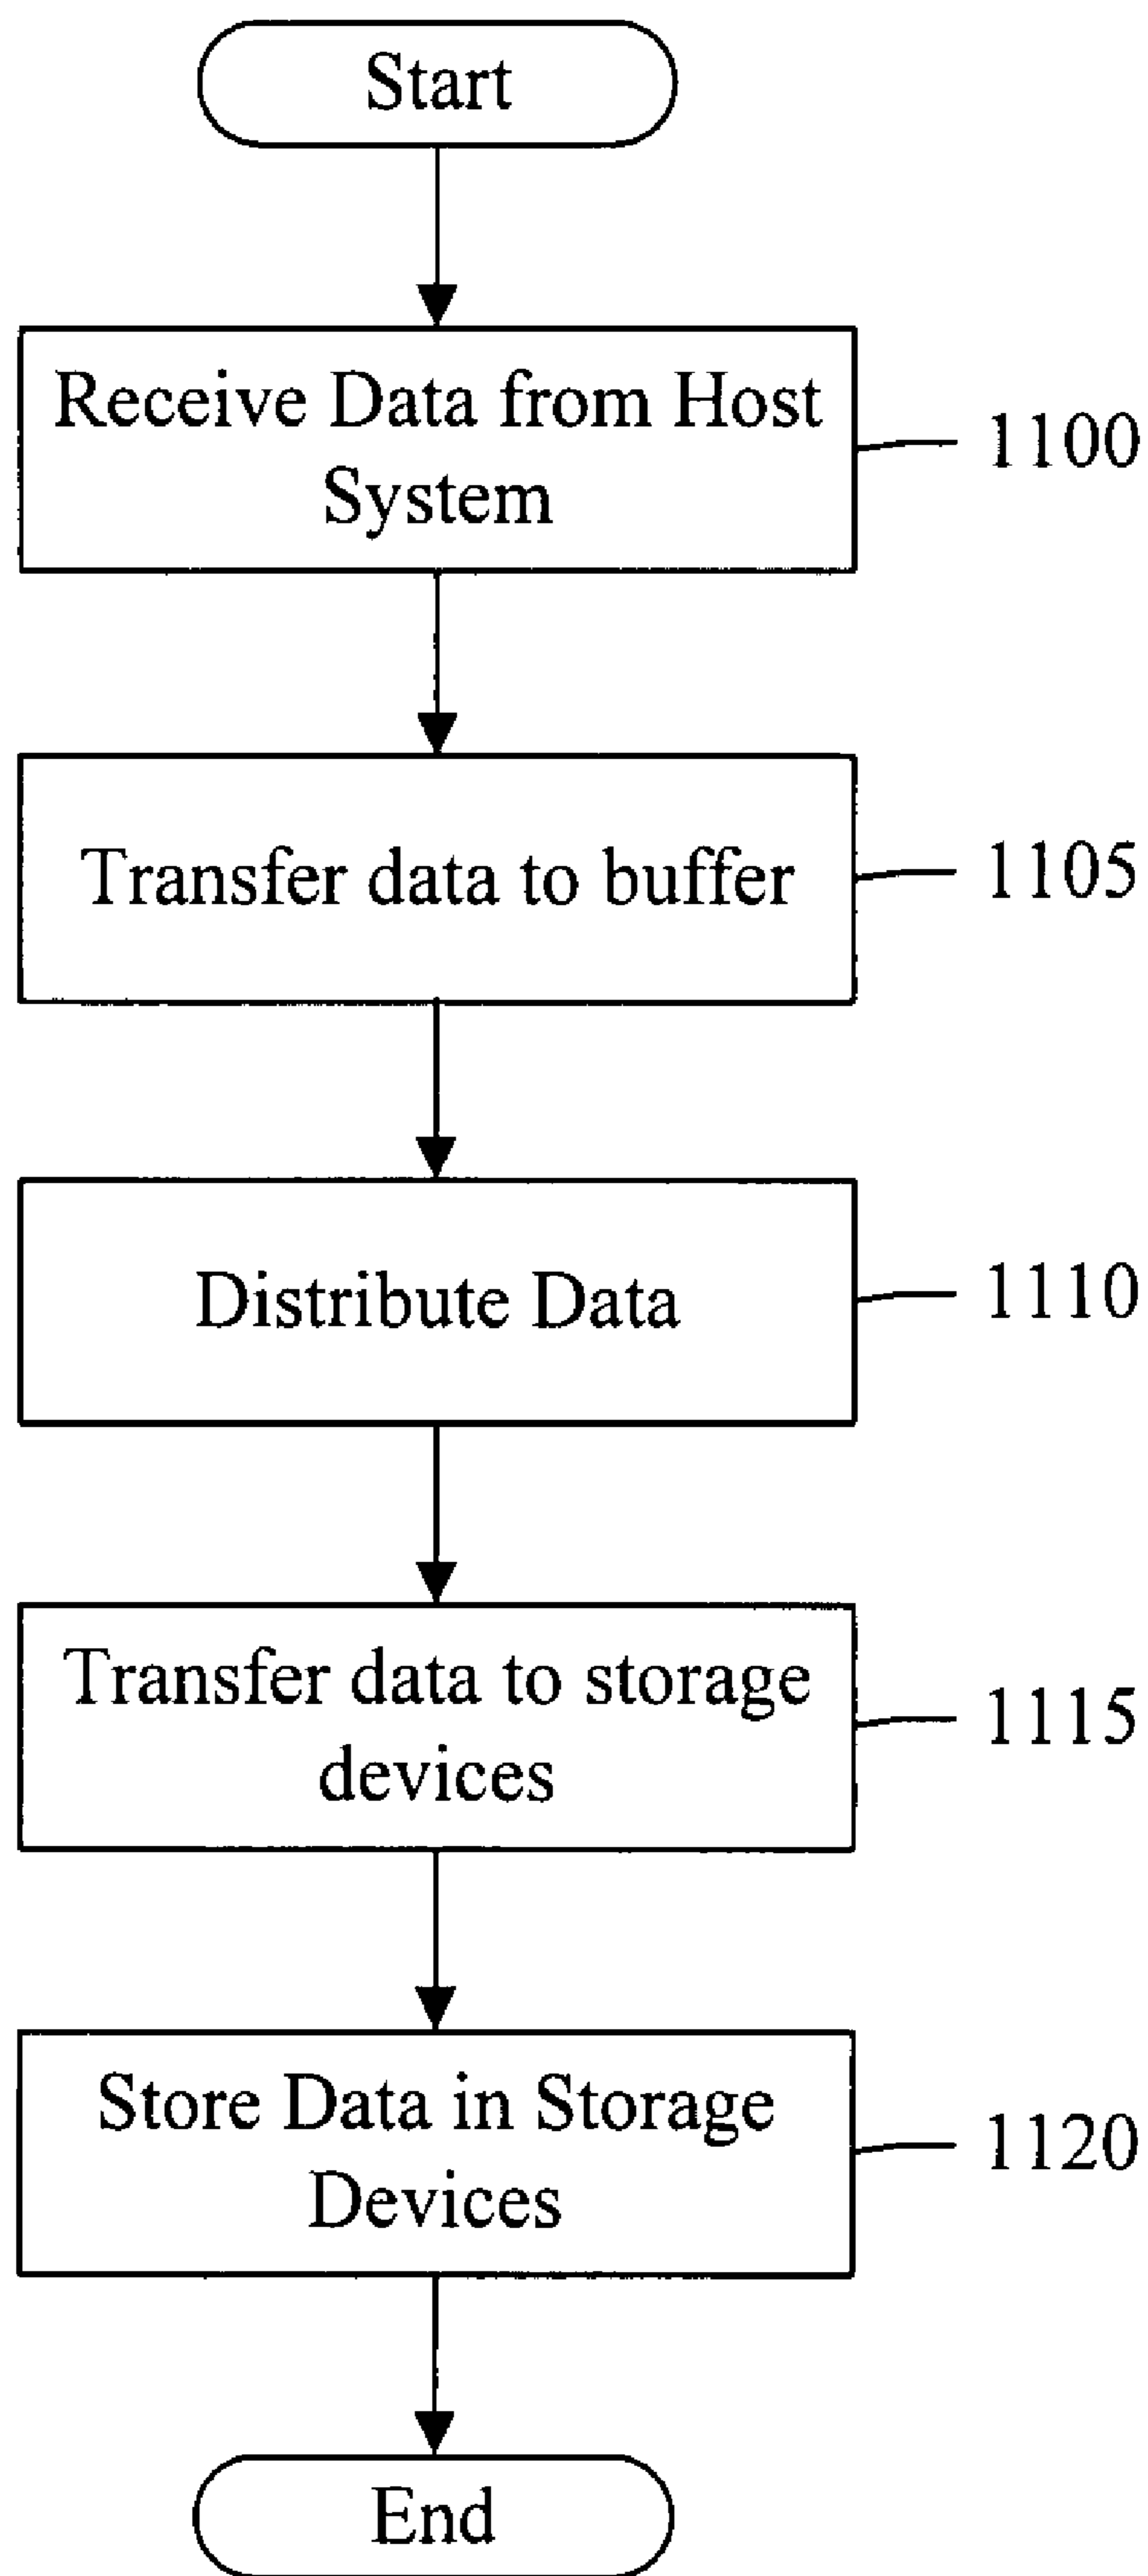 Start
Receive Data from Host
System
1100
Transfer data to buffer
1105
Distribute Data
1110
Transfer data to storage
devices
1115
Store Data in Storage
Devices
1120
End